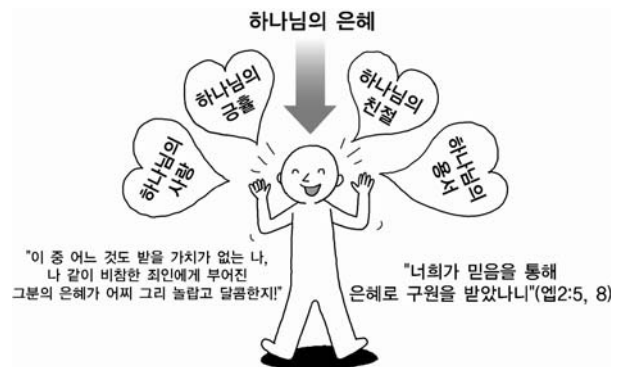 하나님의 은혜
하나님의
긍휼
하나님의
친절
하나님의
사랑
하나님의
용서
"이 중 어느 것도 받을 가치가 없는 나,
나 같이 비참한 죄인에게 부어진
그분의 은혜가 어찌 그리 놀랍고 달콤한지!"
"너희가 믿음을 통해
은혜로 구원을 받았나니"(엡2:5, 8)